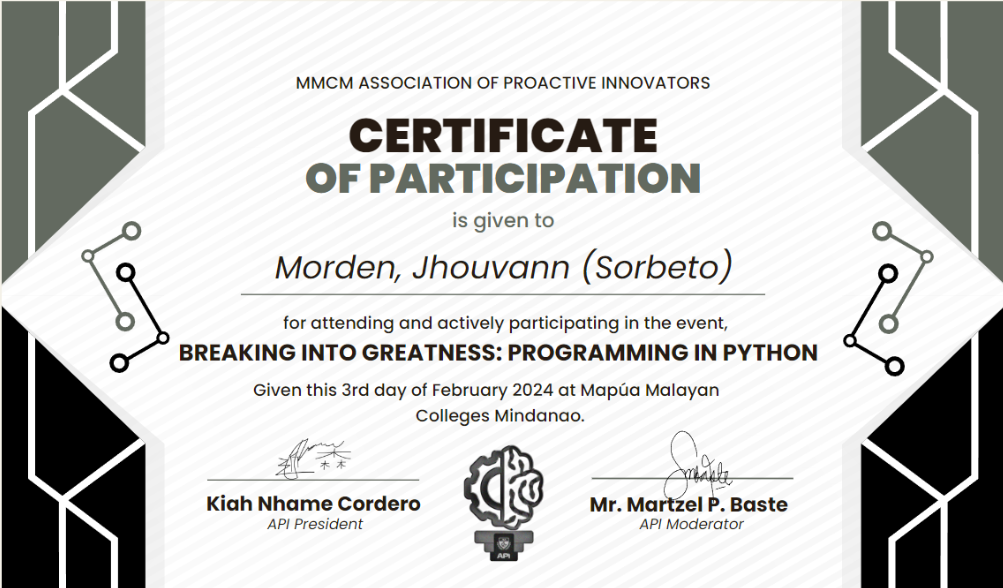 MMCM ASSOCIATION OF PROACTIVE INNOVATORS
CERTIFICATE
OF PARTICIPATION
is given to
Morden, Jhouvann (Sorbeto)
for attending and actively participating in the event,
BREAKING INTO GREATNESS: PROGRAMMING IN PYTHON
Given this 3rd day of February 2024 at Mapúa Malayan
Colleges Mindanao.
Kiah Nhame Cordero
API President
API
Mr. Martzel P. Baste
API Moderator